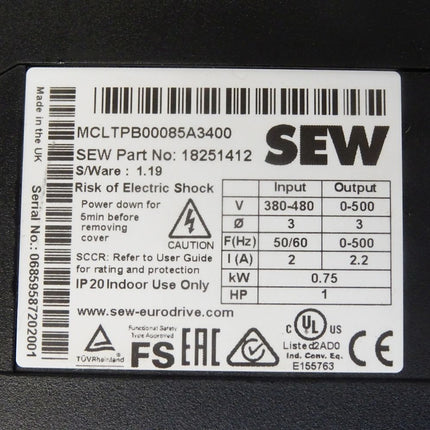 MCLTPB00085A3400
SEW Part No: 18251412
S/Ware : 1.19
SEW
Risk of Electric Shock
Power down for
5min before
removing
cover
CAUTION
SCCR: Refer to User Guide
for rating and protection
IP20 Indoor Use Only
Input Output
V 380-480 0-500
Ø 3 3
F(Hz) 50/60 0-500
I (A) 2 2.2
kW 0.75
HP 1
www.sew-eurodrive.com
TÜVRheinland
Functional Safety
Type Approved
FS
EAC
C UL US
Listed2AD0
Ind. Conv. Eq.
E155763
CE
Made in the UK
Serial No.: 06859587202001